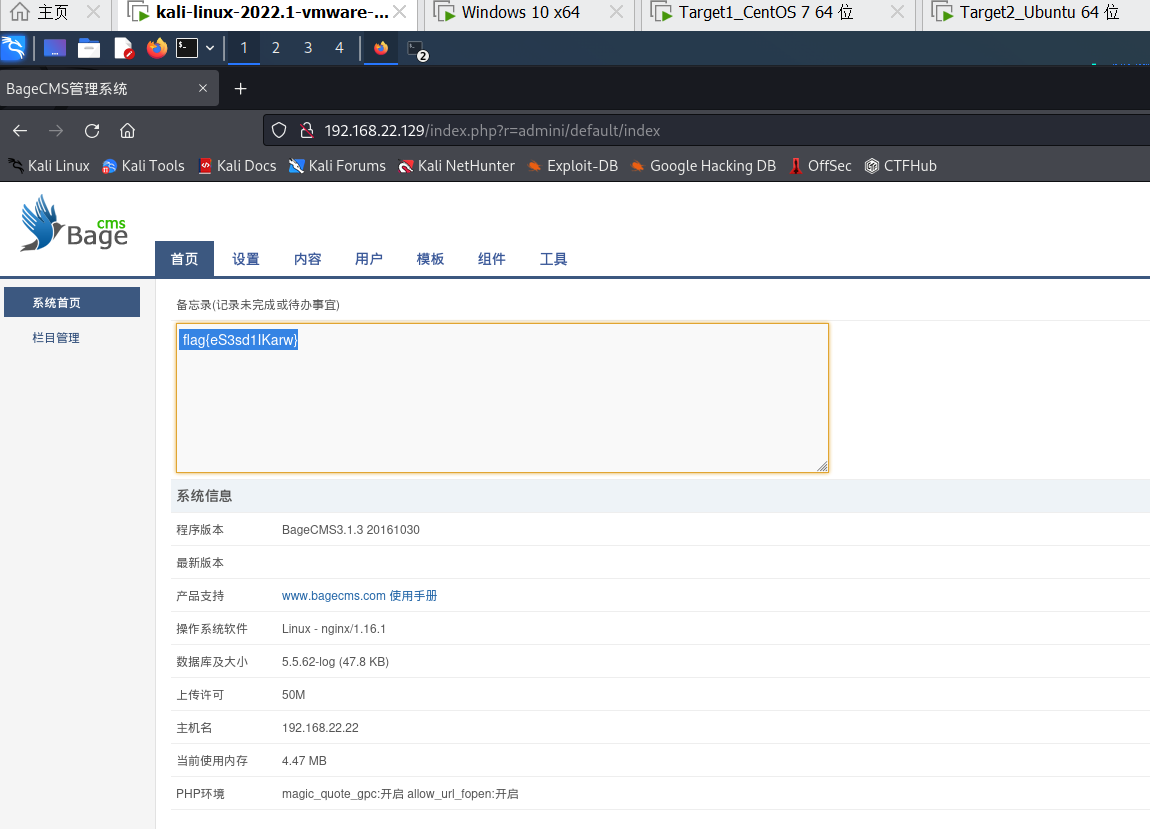 主页
kali-linux-2022.1-vmware-...
Windows 10 x64
Target1_CentOS 7 64 位
Target2_Ubuntu 64 位
1 2 3 4
2
BageCMS管理系统
192.168.22.129/index.php?r=admini/default/index
Kali Linux
Kali Tools
Kali Docs
Kali Forums
Kali NetHunter
Exploit-DB
Google Hacking DB
OffSec
CTFHub
Bage cms
首页 设置 内容 用户 模板 组件 工具
系统首页
栏目管理
备忘录(记录未完成或待办事宜)
flag{eS3sd1IKarw}
系统信息
程序版本 BageCMS3.1.3 20161030
最新版本
产品支持 www.bagecms.com 使用手册
操作系统软件 Linux - nginx/1.16.1
数据库及大小 5.5.62-log (47.8 KB)
上传许可 50M
主机名 192.168.22.22
当前使用内存 4.47 MB
PHP环境 magic_quote_gpc:开启 allow_url_fopen:开启